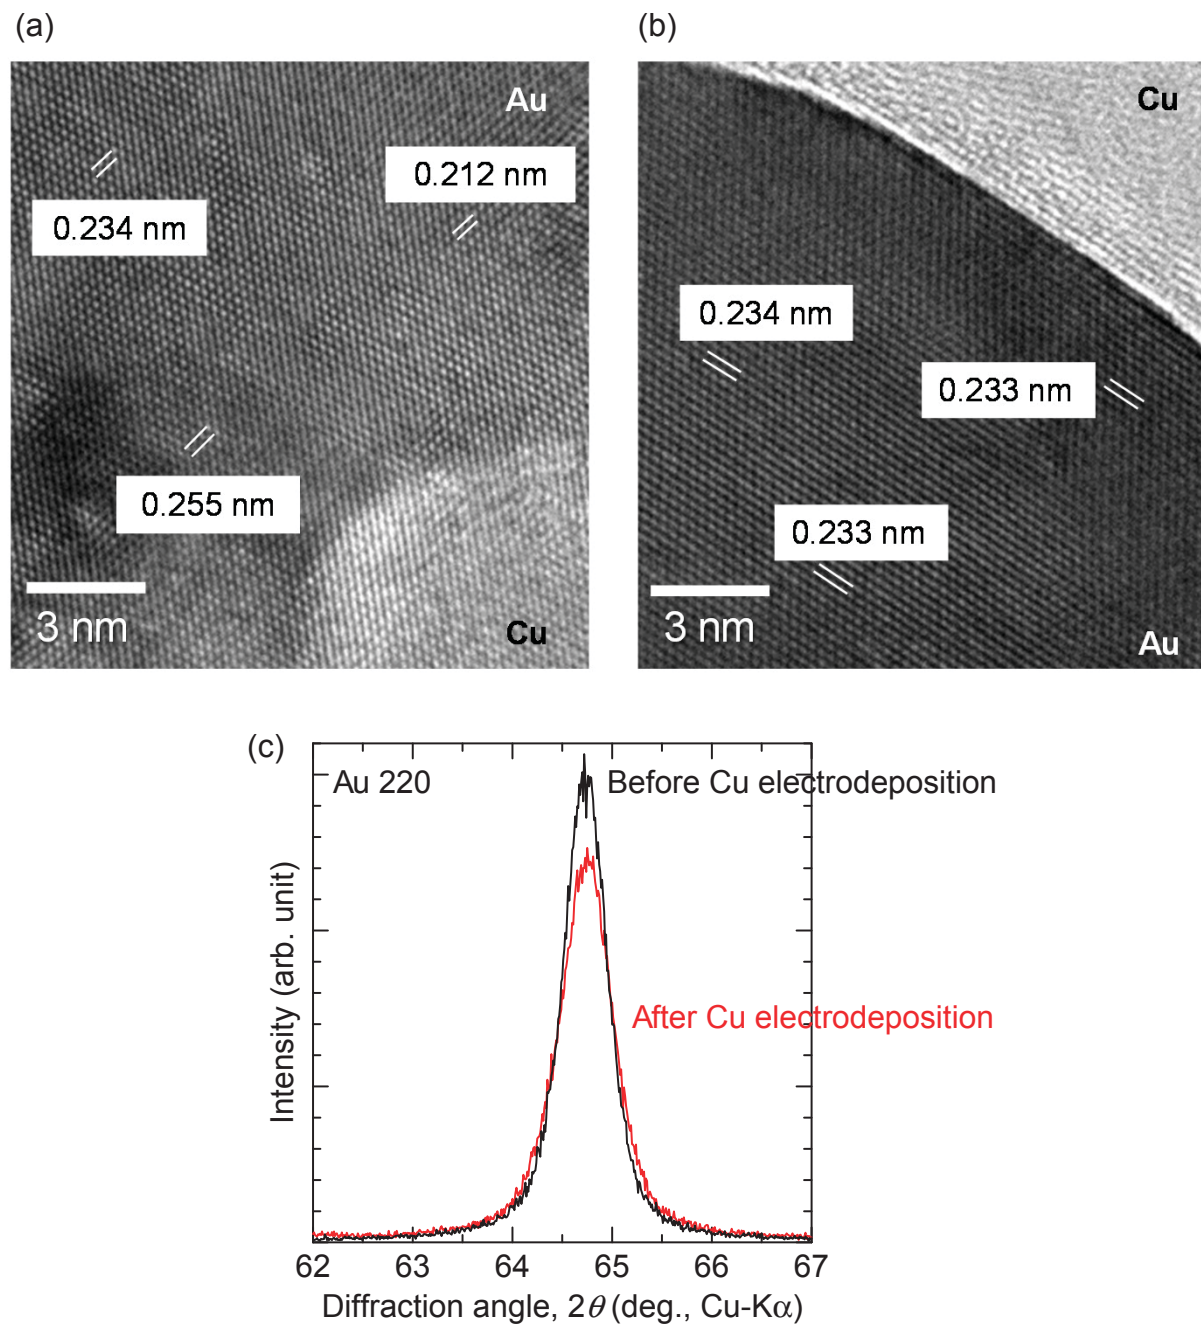 (a)
(b)
Au
0.212 nm
0.234 nm
0.255 nm
3 nm
Cu
Cu
0.234 nm
0.233 nm
0.233 nm
3 nm
Au
(c)
Au 220
Before Cu electrodeposition
After Cu electrodeposition
Intensity (arb. unit)
62 63 64 65 66 67
Diffraction angle, 2θ (deg., Cu-Kα)